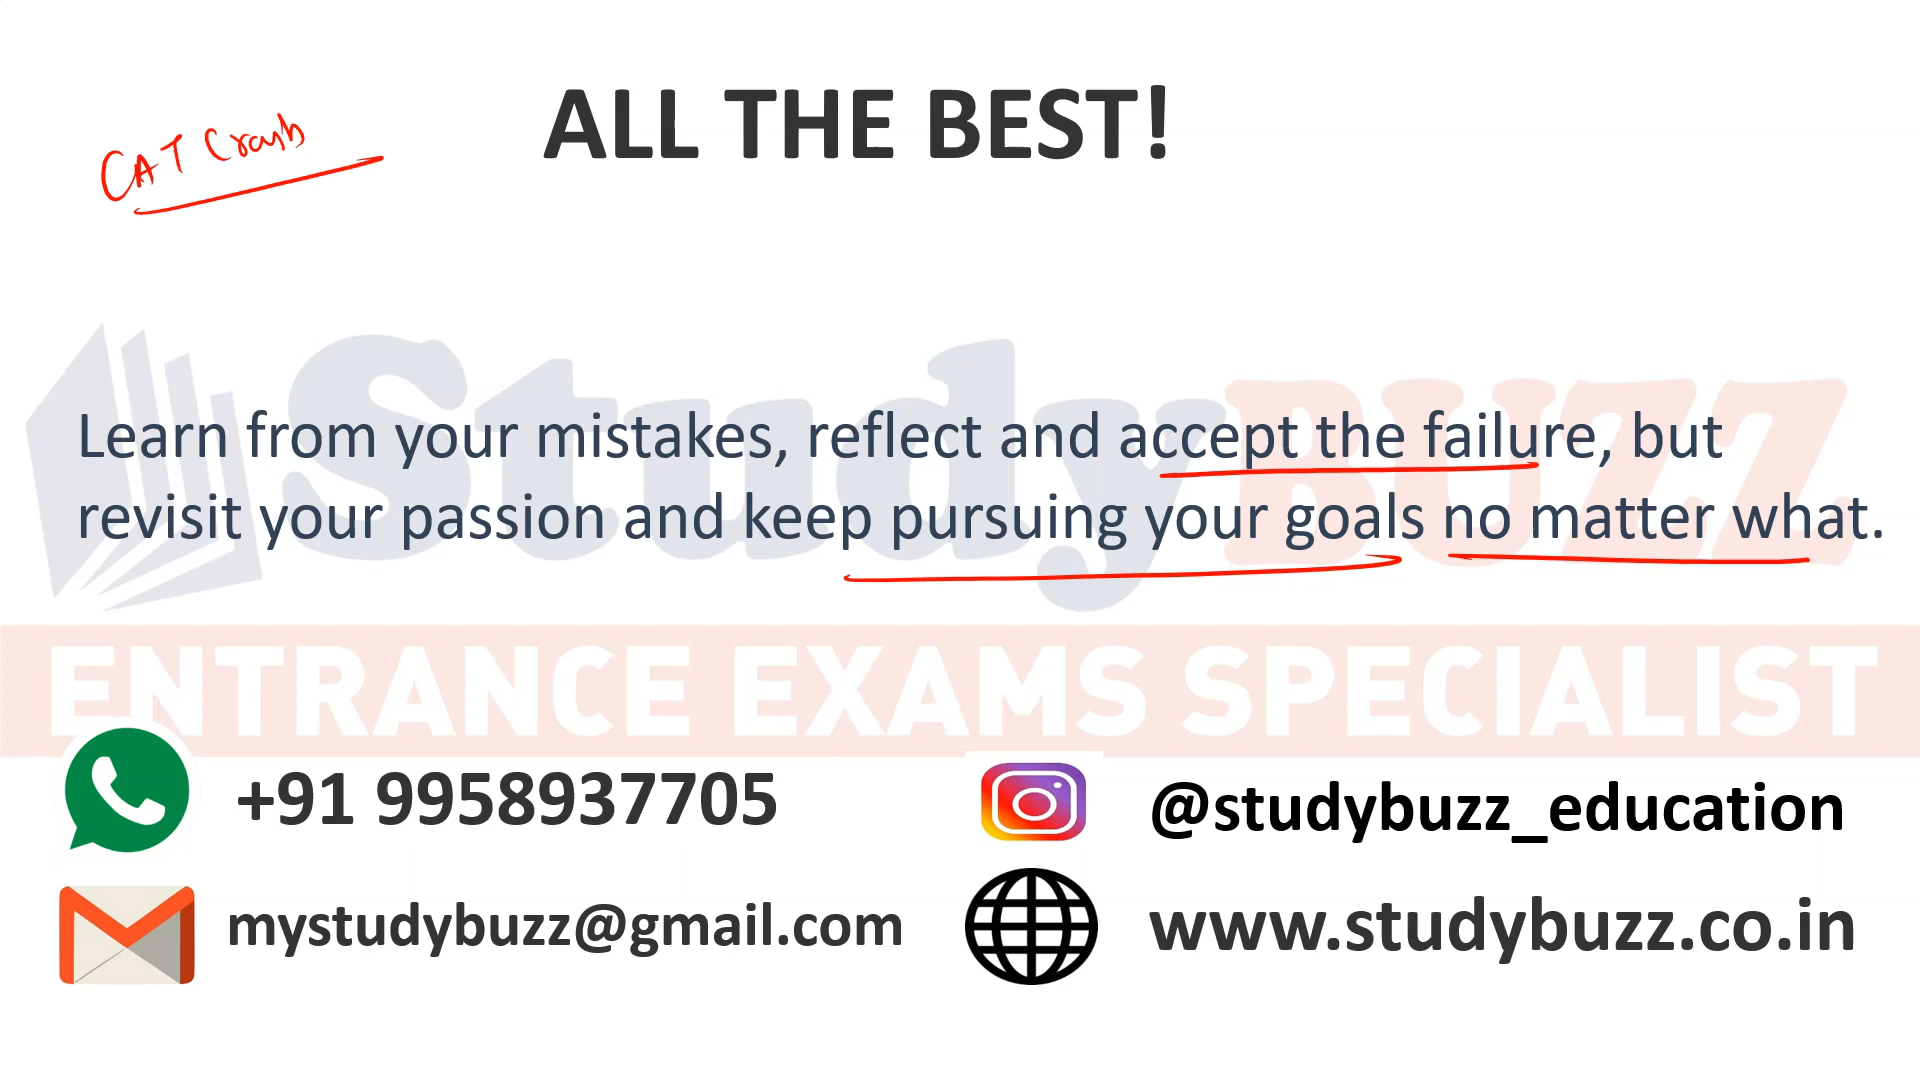 ALL THE BEST!
CAT Crash
StudyBUZZ
Learn from your mistakes, reflect and accept the failure, but
revisit your passion and keep pursuing your goals no matter what.
ENTRANCE EXAMS SPECIALIST
+91 9958937705
@studybuzz_education
mystudybuzz@gmail.com
www.studybuzz.co.in